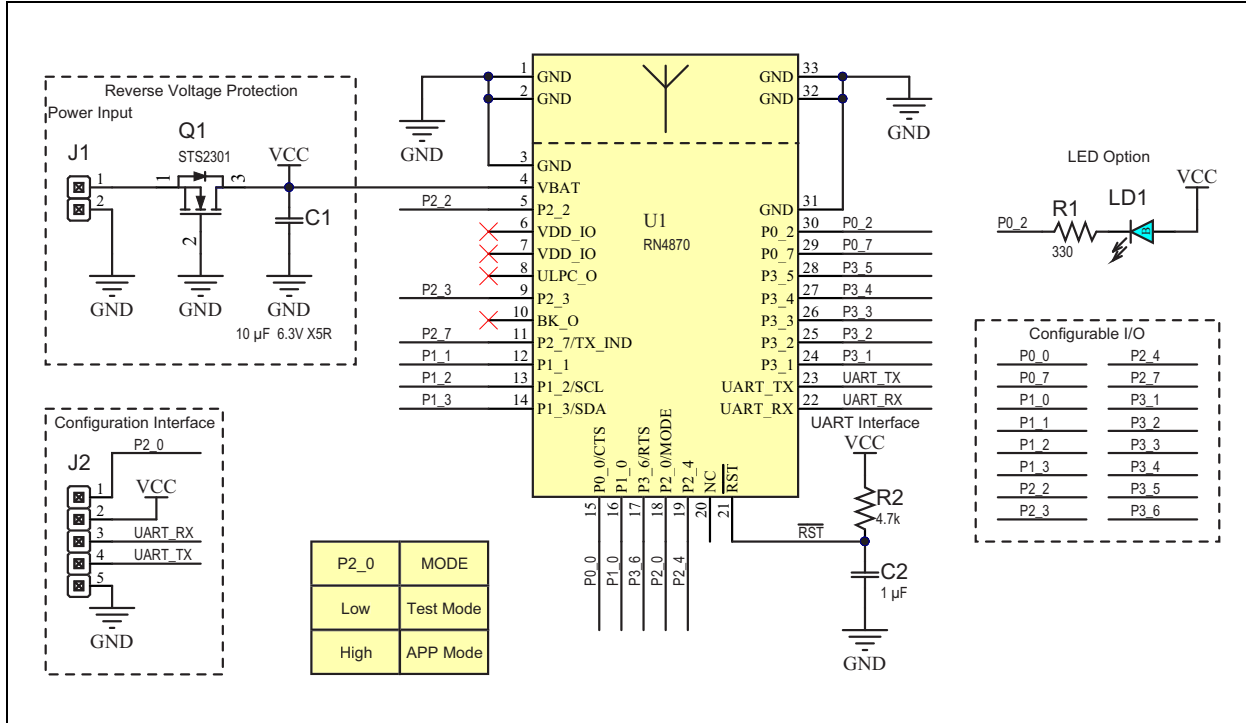 Reverse Voltage Protection
Power Input
J1
1
2
Q1
STS2301
1
3
2
VCC
C1
10 µF 6.3V X5R
GND
GND
GND
GND
1 GND
2 GND
3 GND
4 VBAT
P2_2 5 P2_2
6 VDD_IO
7 VDD_IO
8 ULPC_O
P2_3 9 P2_3
10 BK_O
P2_7 11 P2_7/TX_IND
P1_1 12 P1_1
P1_2 13 P1_2/SCL
P1_3 14 P1_3/SDA
U1
RN4870
GND 33
GND 32
GND
GND 31
P0_2 30 P0_2
P0_7 29 P0_7
P3_5 28 P3_5
P3_4 27 P3_4
P3_3 26 P3_3
P3_2 25 P3_2
P3_1 24 P3_1
UART_TX 23 UART_TX
UART_RX 22 UART_RX
UART Interface
P0_0/CTS 15 P0_0
P1_0 16 P1_0
P3_6/RTS 17 P3_6
P2_0/MODE 18 P2_0
P2_4 19 P2_4
NC 20
RST 21
RST
VCC
R2
4.7k
C2
1 µF
GND
LED Option
P0_2
R1
330
LD1
B
VCC
Configurable I/O
P0_0 P2_4
P0_7 P2_7
P1_0 P3_1
P1_1 P3_2
P1_2 P3_3
P1_3 P3_4
P2_2 P3_5
P2_3 P3_6
Configuration Interface
P2_0
J2
1
VCC
2
3 UART_RX
4 UART_TX
5
GND
P2_0 MODE
Low Test Mode
High APP Mode